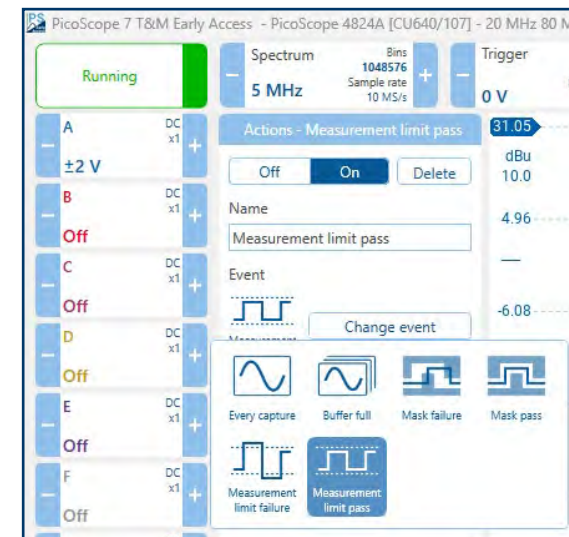 PicoScope 7 T&M Early Access - PicoScope 4824A [CU640/107] - 20 MHz 80 M
Running
Spectrum
5 MHz
Bins
1048576
Sample rate
10 MS/s
Trigger
0 V
A
DC
x1
±2 V
B
DC
x1
Off
C
DC
x1
Off
D
DC
x1
Off
E
DC
x1
Off
F
DC
x1
Off
Actions - Measurement limit pass
Off
On
Delete
Name
Measurement limit pass
Event
Change event
Every capture
Buffer full
Mask failure
Mask pass
Measurement
limit failure
Measurement
limit pass
31.05
dBu
10.0
4.96
-6.08